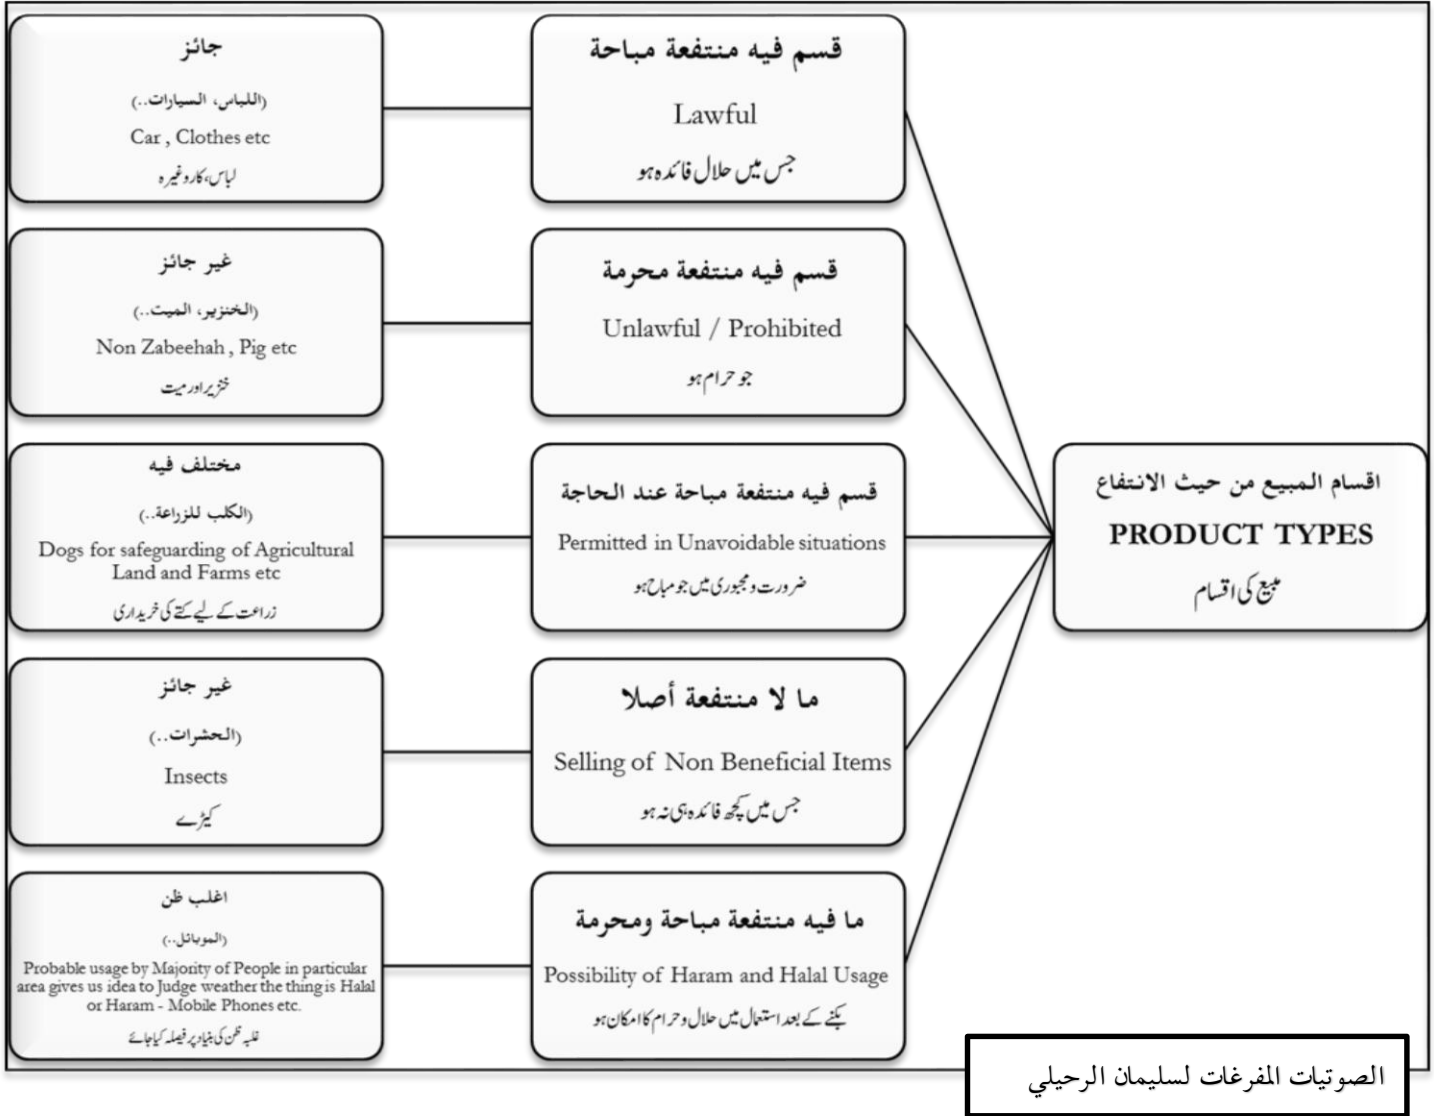 اقسام المبيع من حيث الانتفاع
PRODUCT TYPES
مبیع کی اقسام
قسم فيه منتفعة مباحة
Lawful
جس میں حلال فائدہ ہو
جائز
(اللباس، السيارات..)
Car , Clothes etc
لباس، کار وغیرہ
قسم فيه منتفعة محرمة
Unlawful / Prohibited
جو حرام ہو
غير جائز
(الخنزير، الميت..)
Non Zabeehah , Pig etc
خنزیر اور میت
قسم فيه منتفعة مباحة عند الحاجة
Permitted in Unavoidable situations
ضرورت و مجبوری میں جو مباح ہو
مختلف فيه
(الكلب للزراعة..)
Dogs for safeguarding of Agricultural
Land and Farms etc
زراعت کے لیے کتے کی خریداری
ما لا منتفعة أصلا
Selling of Non Beneficial Items
جس میں کچھ فائدہ ہی نہ ہو
غير جائز
(الحشرات..)
Insects
کیڑے
ما فيه منتفعة مباحة ومحرمة
Possibility of Haram and Halal Usage
بکنے کے بعد استعمال میں حلال و حرام کا امکان ہو
اغلب ظن
(الموبائل..)
Probable usage by Majority of People in particular
area gives us idea to Judge weather the thing is Halal
or Haram - Mobile Phones etc.
غلبہ ظن کی بنیاد پر فیصلہ کیا جائے
الصوتيات المفرغات لسليمان الرحيلي